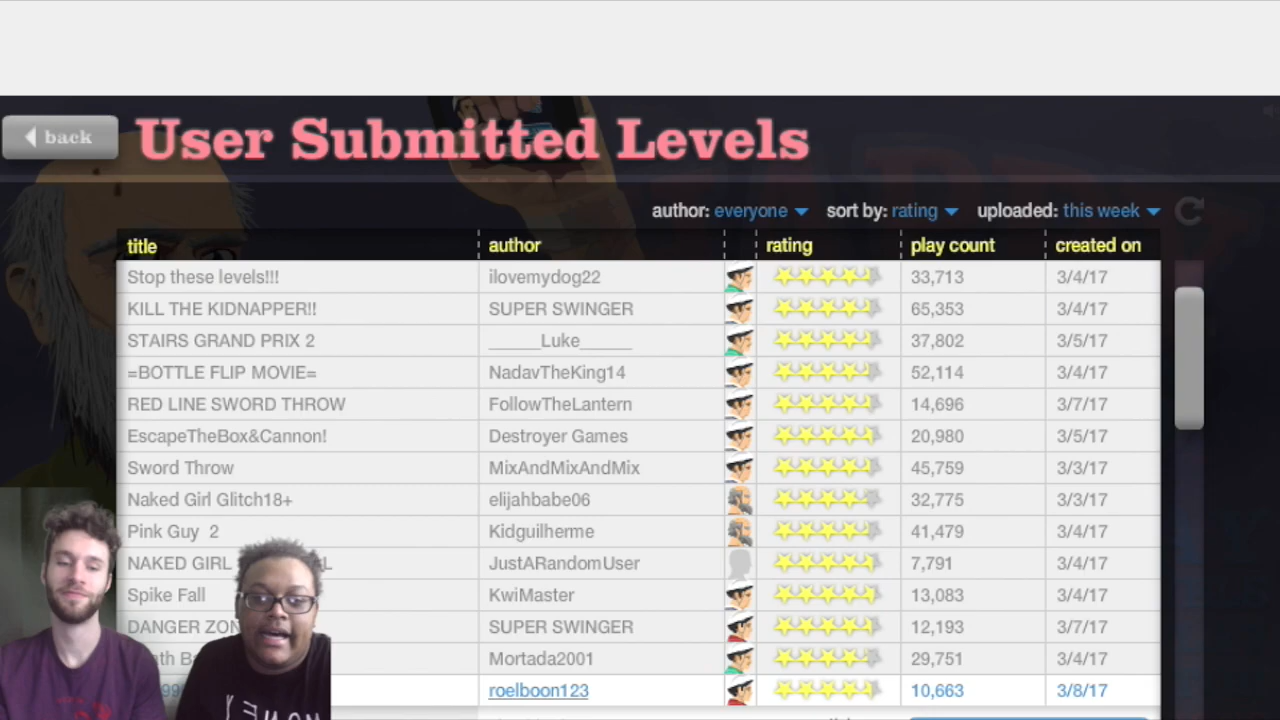 back
User Submitted Levels
author: everyone sort by: rating uploaded: this week
title author rating play count created on
Stop these levels!!! ilovemydog22 33,713 3/4/17
KILL THE KIDNAPPER!! SUPER SWINGER 65,353 3/4/17
STAIRS GRAND PRIX 2 _____Luke_____ 37,802 3/5/17
=BOTTLE FLIP MOVIE= NadavTheKing14 52,114 3/4/17
RED LINE SWORD THROW FollowTheLantern 14,696 3/7/17
EscapeTheBox&Cannon! Destroyer Games 20,980 3/5/17
Sword Throw MixAndMixAndMix 45,759 3/3/17
Naked Girl Glitch18+ elijahbabe06 32,775 3/3/17
Pink Guy 2 Kidguilherme 41,479 3/4/17
NAKED GIRL JustARandomUser 7,791 3/4/17
Spike Fall KwiMaster 13,083 3/4/17
DANGER SUPER SWINGER 12,193 3/7/17
Mortada2001 29,751 3/4/17
roelboon123 10,663 3/8/17